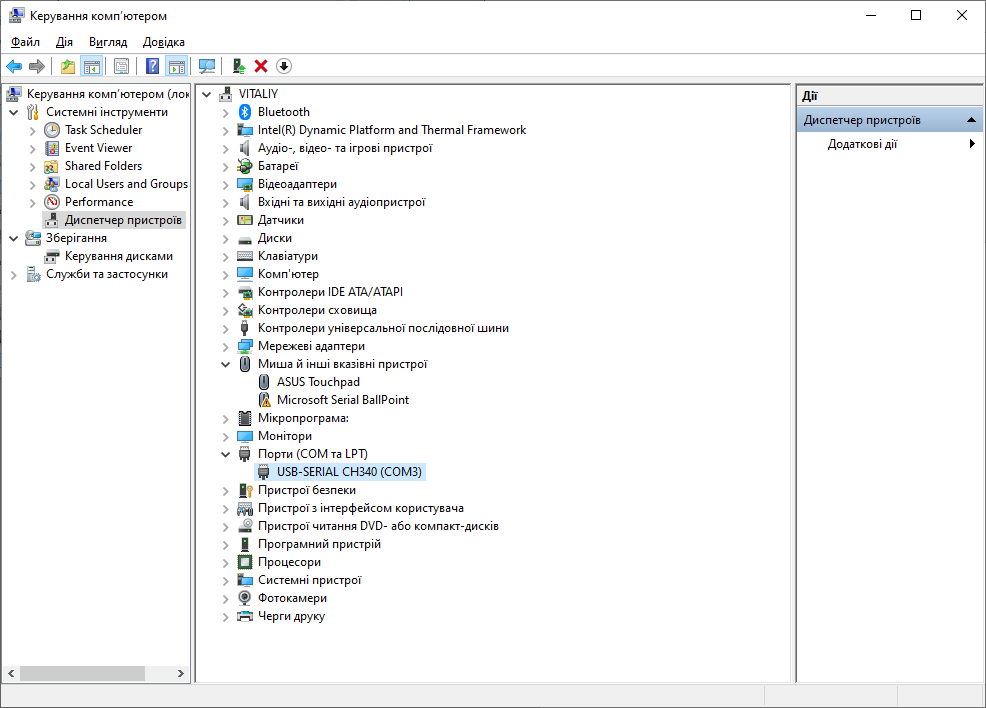 Керування комп’ютером
Файл Дія Вигляд Довідка
Керування комп’ютером (лок
Системні інструменти
Task Scheduler
Event Viewer
Shared Folders
Local Users and Groups
Performance
Диспетчер пристроїв
Зберігання
Керування дисками
Служби та застосунки
VITALIY
Bluetooth
Intel(R) Dynamic Platform and Thermal Framework
Аудіо-, відео- та ігрові пристрої
Батареї
Відеоадаптери
Вхідні та вихідні аудіопристрої
Датчики
Диски
Клавіатури
Комп'ютер
Контролери IDE ATA/ATAPI
Контролери сховища
Контролери універсальної послідовної шини
Мережеві адаптери
Миша й інші вказівні пристрої
ASUS Touchpad
Microsoft Serial BallPoint
Мікропрограма:
Монітори
Порти (COM та LPT)
USB-SERIAL CH340 (COM3)
Пристрої безпеки
Пристрої з інтерфейсом користувача
Пристрої читання DVD- або компакт-дисків
Програмний пристрій
Процесори
Системні пристрої
Фотокамери
Черги друку
Дії
Диспетчер пристроїв
Додаткові дії